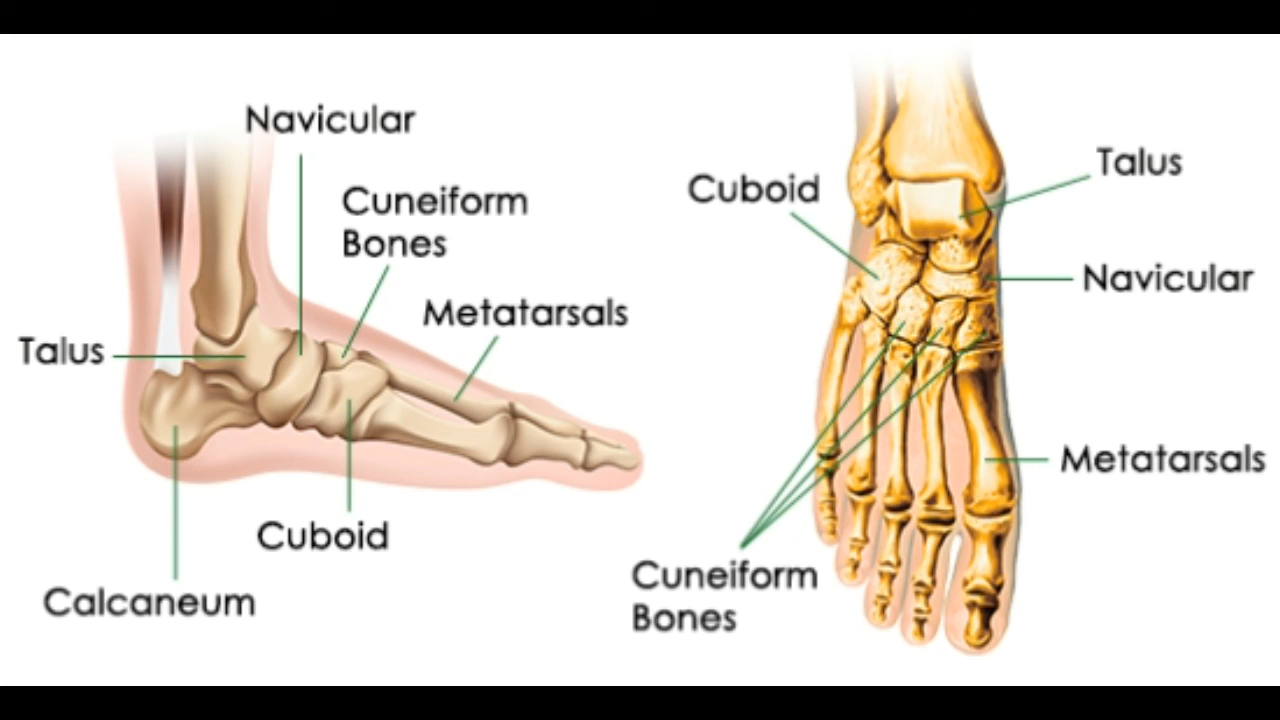 Navicular
Cuneiform
Bones
Metatarsals
Talus
Cuboid
Calcaneum
Cuboid
Talus
Navicular
Metatarsals
Cuneiform
Bones